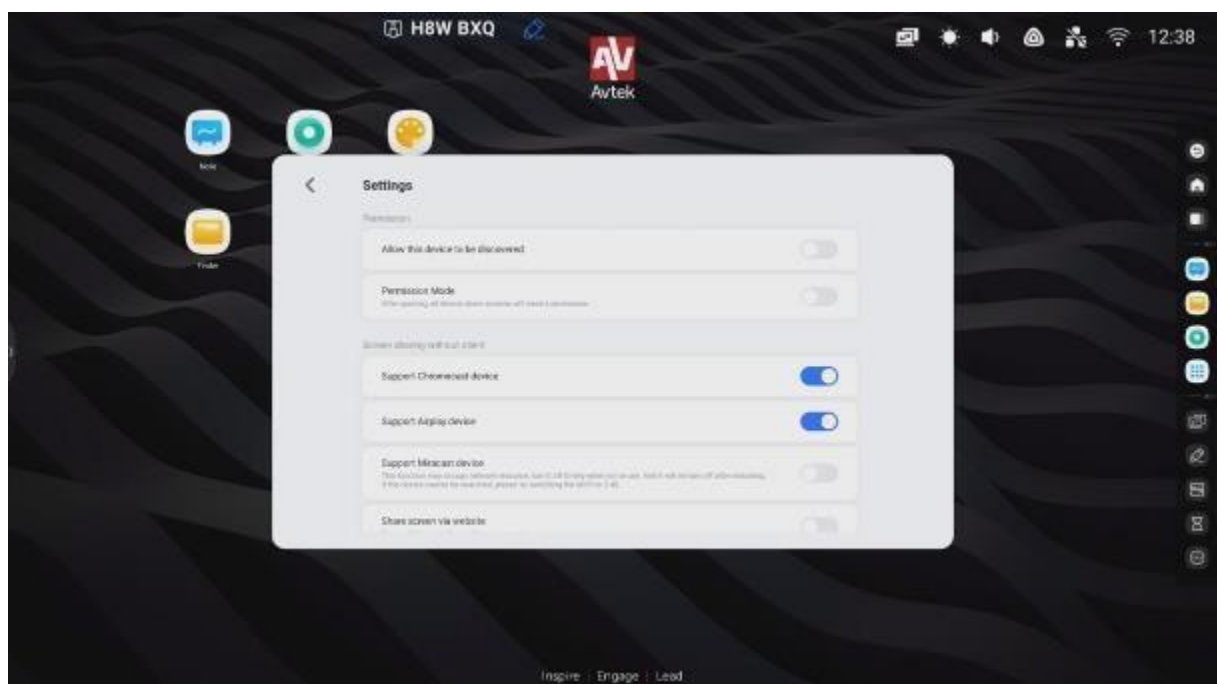 H8W BXQ
12:38
AV
Avtek
Note
Settings
Permission
Allow this device to be discovered
Permission Mode
Finder
Screen sharing without client
Support Chromecast device
Support Airplay device
Support Miracast device
Share screen via website
Inspire | Engage | Lead